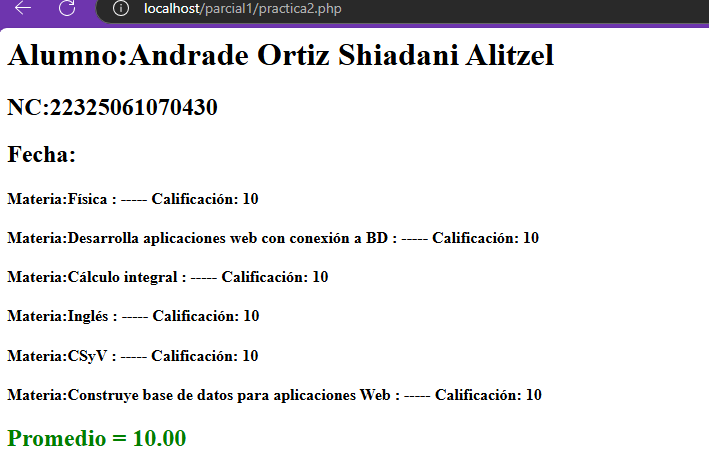 localhost/parcial1/practica2.php
Alumno:Andrade Ortiz Shiadani Alitzel
NC:22325061070430
Fecha:
Materia:Física : ----- Calificación: 10
Materia:Desarrolla aplicaciones web con conexión a BD : ----- Calificación: 10
Materia:Cálculo integral : ----- Calificación: 10
Materia:Inglés : ----- Calificación: 10
Materia:CSyV : ----- Calificación: 10
Materia:Construye base de datos para aplicaciones Web : ----- Calificación: 10
Promedio = 10.00